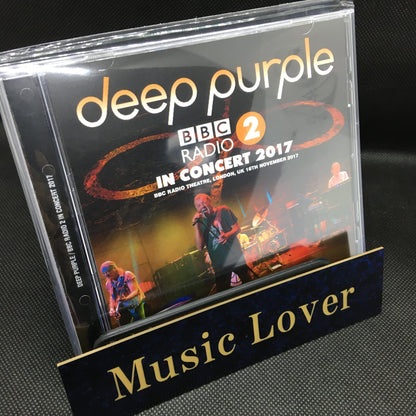 deep purple
BBC
RADIO 2
IN CONCERT 2017
BBC RADIO THEATRE, LONDON, UK 16TH NOVEMBER 2017
DEEP PURPLE / BBC RADIO 2 IN CONCERT 2017
Music Lover